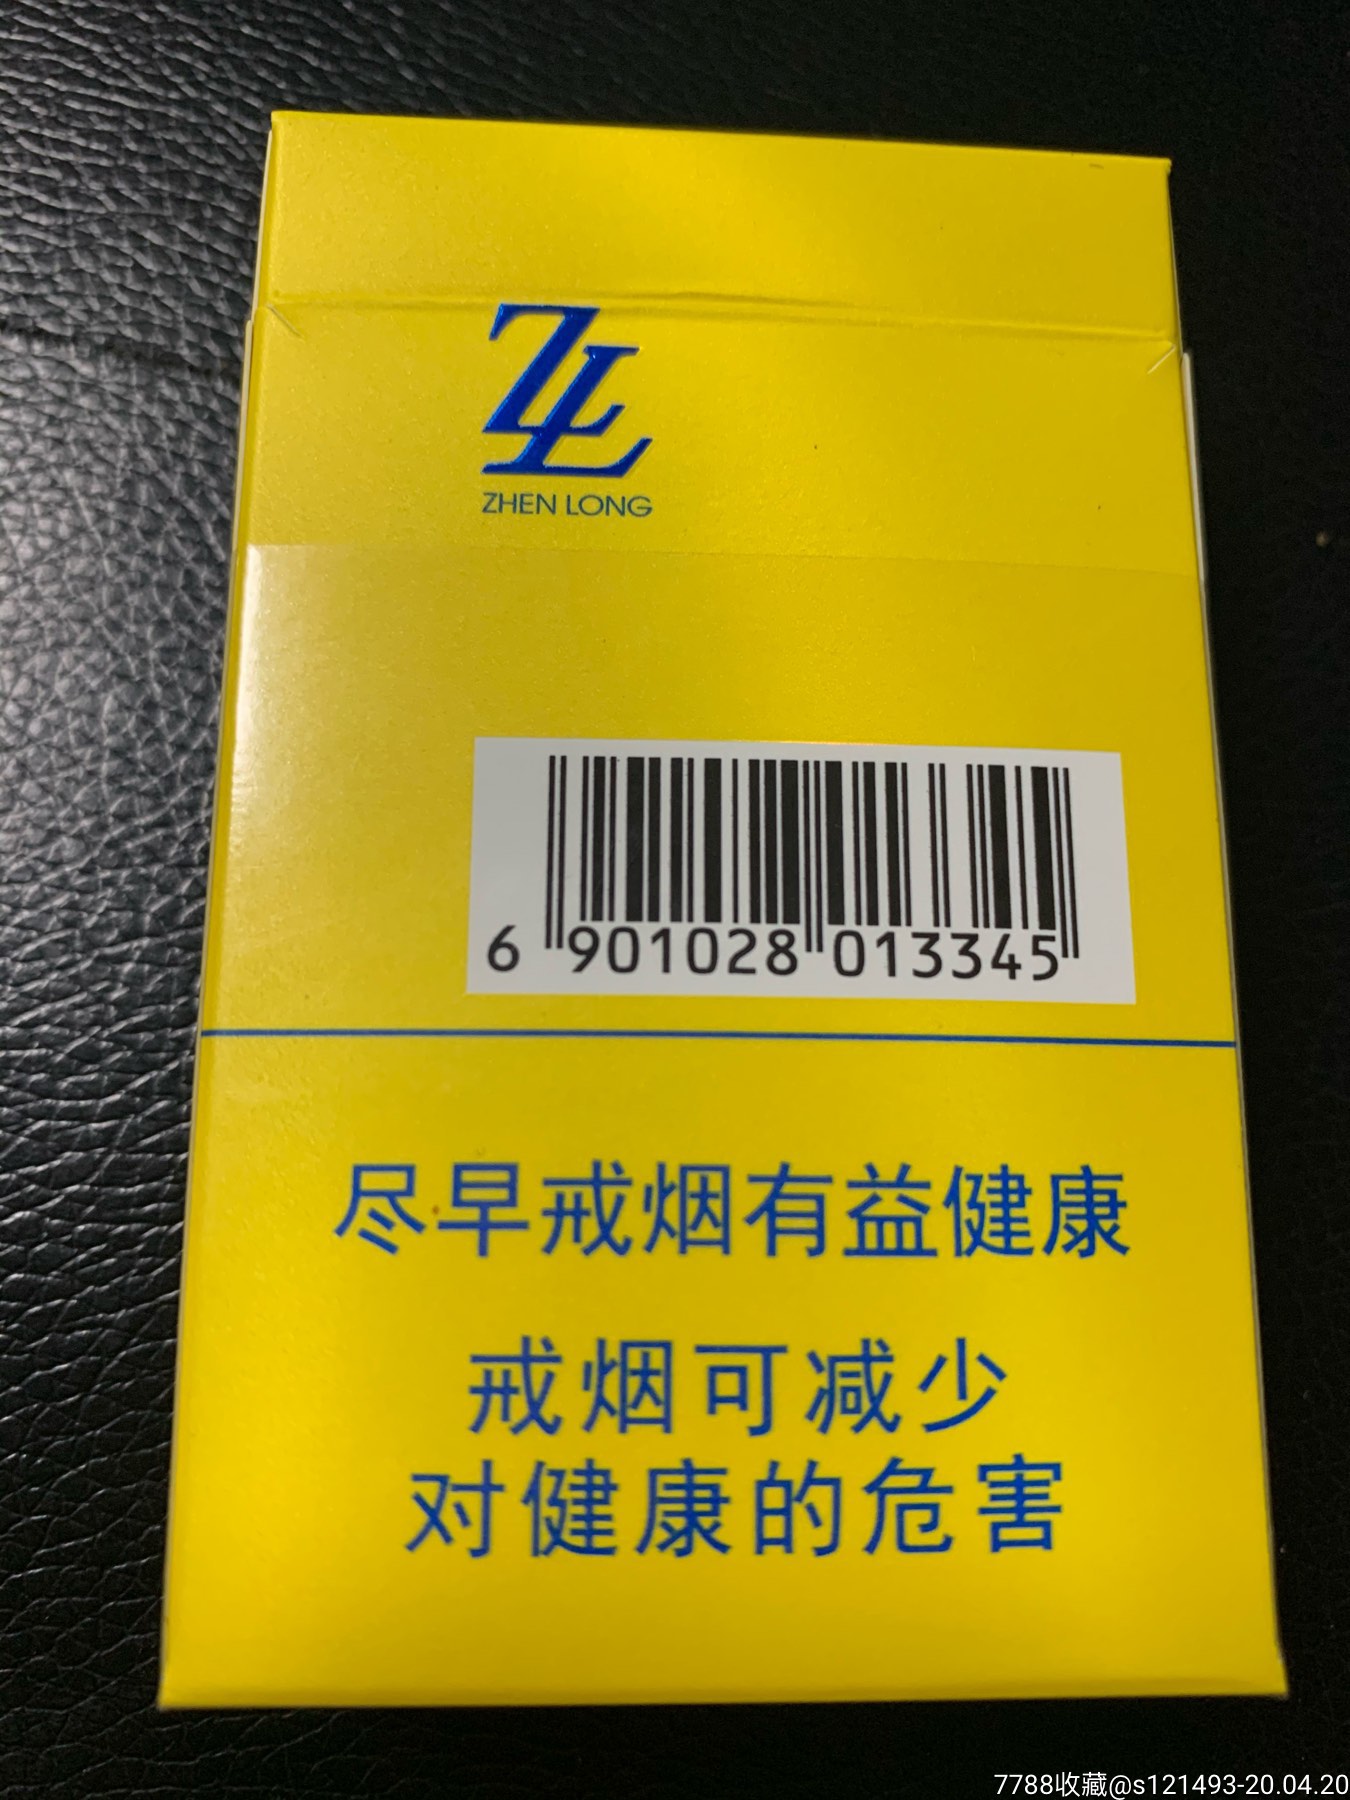 ZL
ZHEN LONG
6 901028 013345
尽早戒烟有益健康
戒烟可减少
对健康的危害
7788收藏@s121493-20.04.20